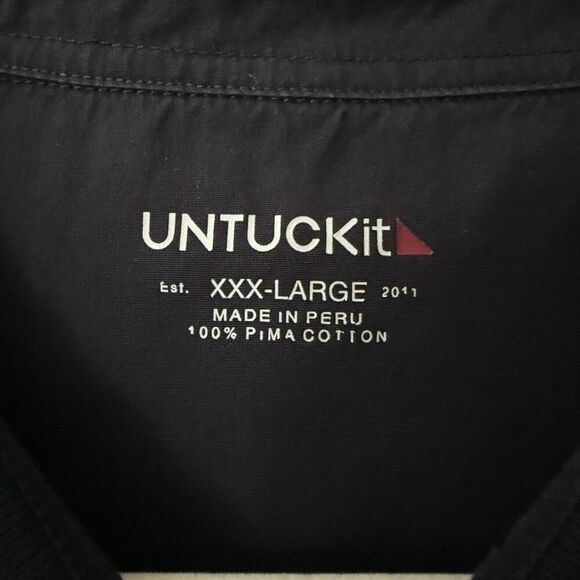 UNTUCKit
Est. XXX-LARGE 2011
MADE IN PERU
100% PIMA COTTON